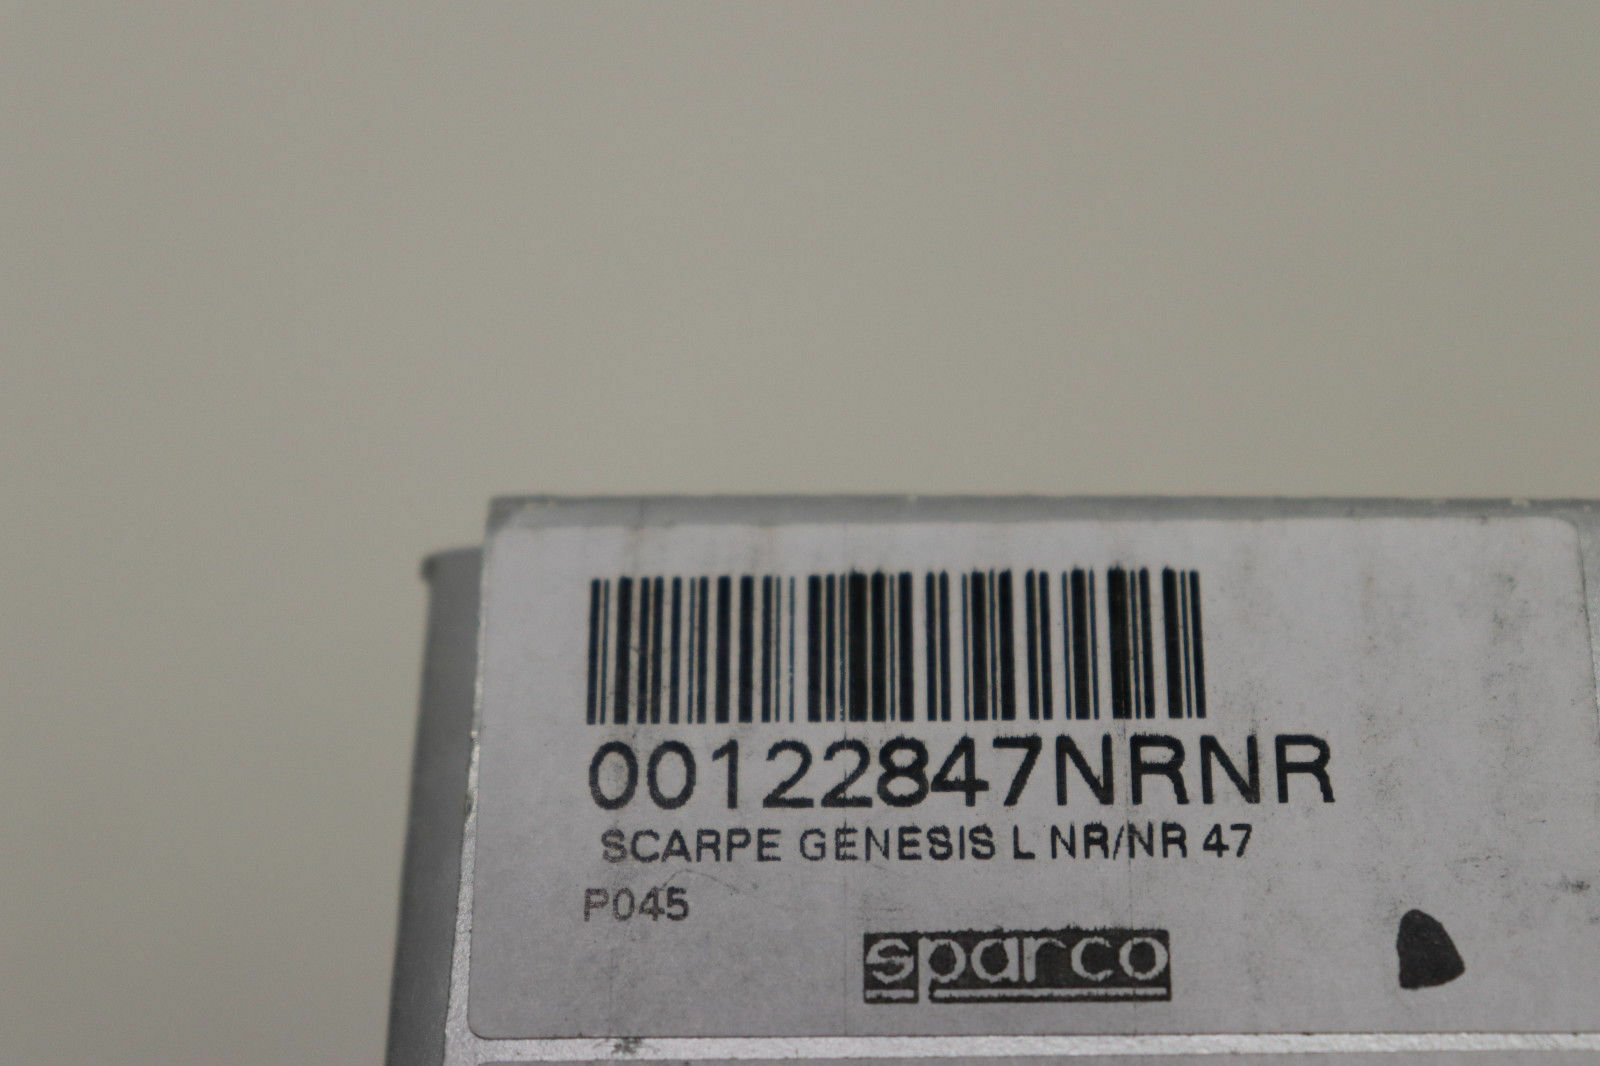 00122847NRNR
SCARPE GENESIS L NR/NR 47
P045
sparco